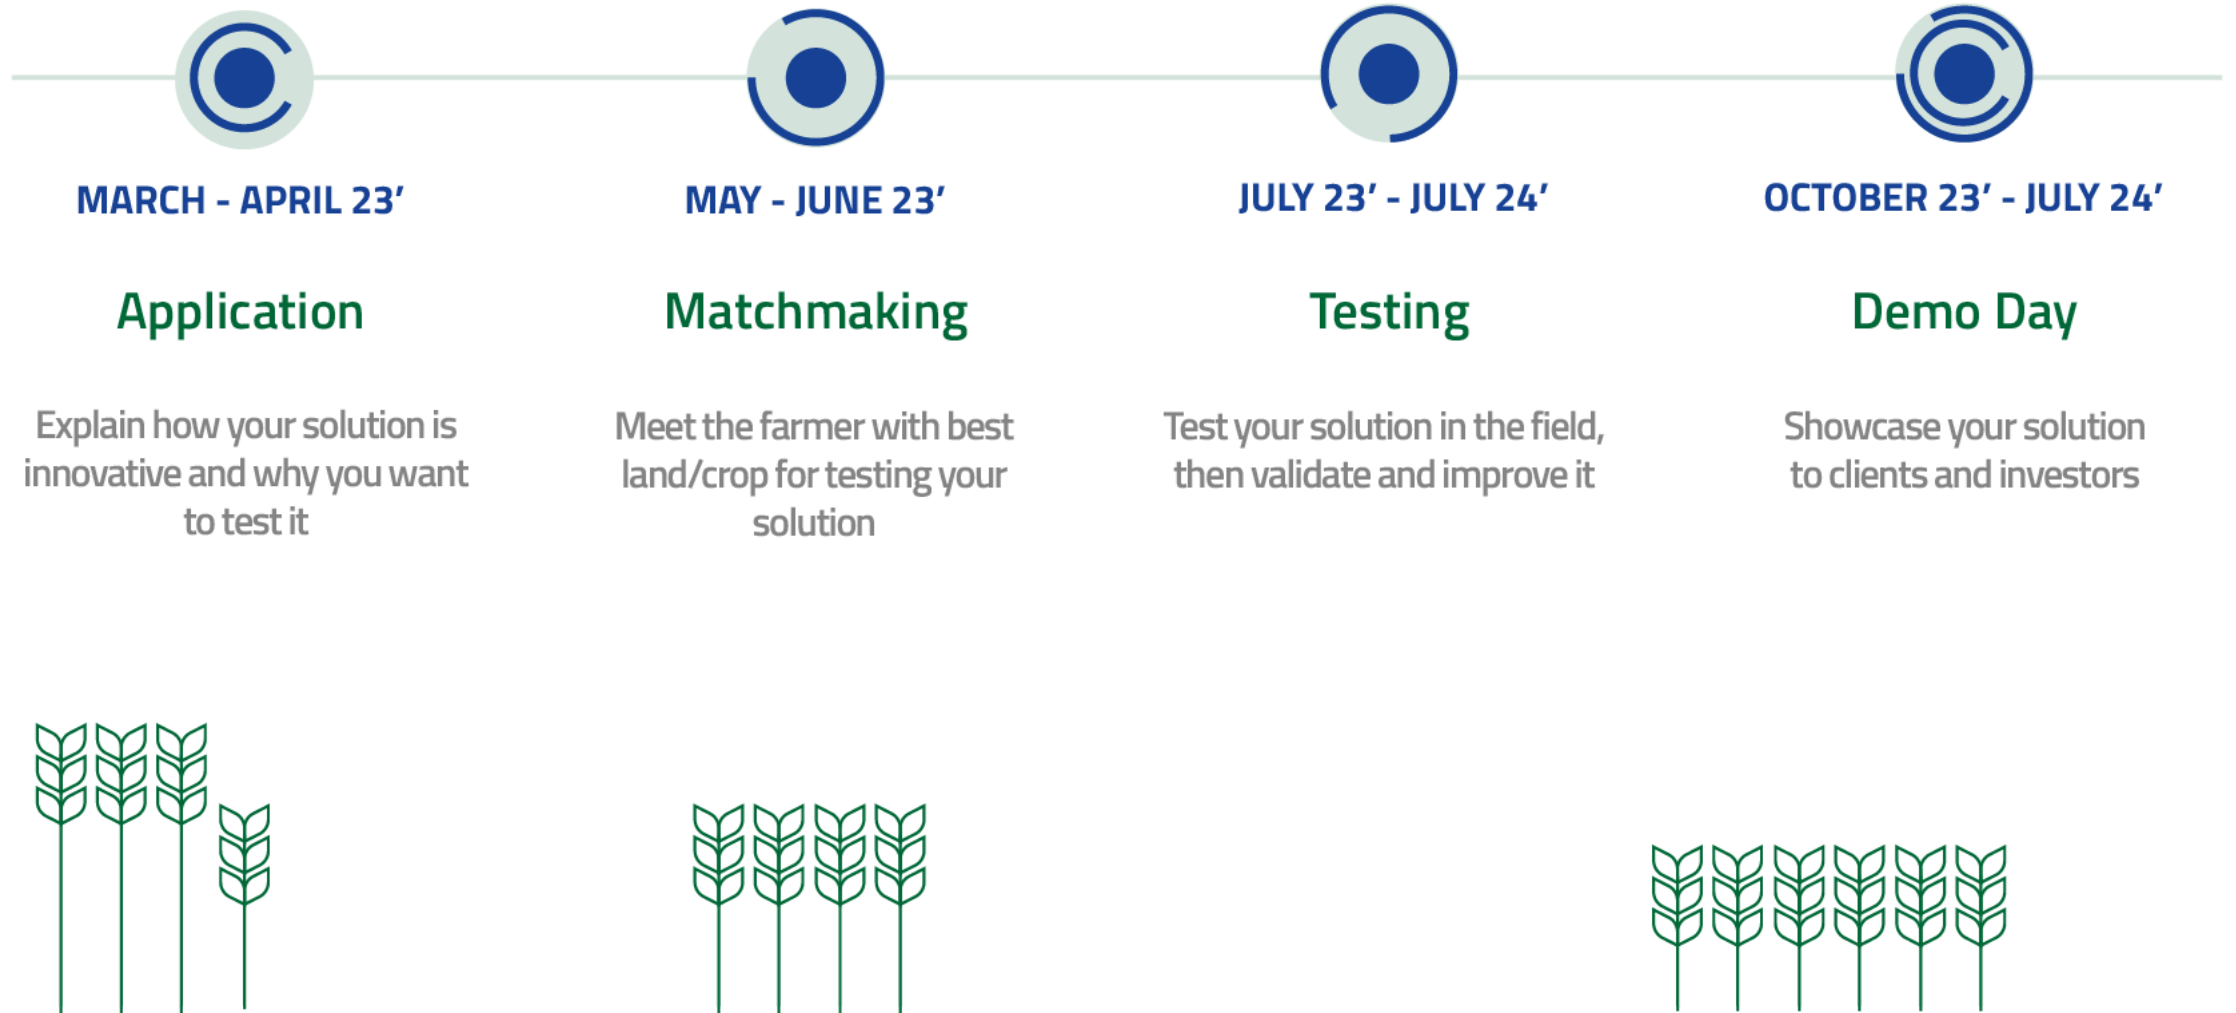 MARCH - APRIL 23’
Application
Explain how your solution is
innovative and why you want
to test it
MAY - JUNE 23’
Matchmaking
Meet the farmer with best
land/crop for testing your
solution
JULY 23’ - JULY 24’
Testing
Test your solution in the field,
then validate and improve it
OCTOBER 23’ - JULY 24’
Demo Day
Showcase your solution
to clients and investors